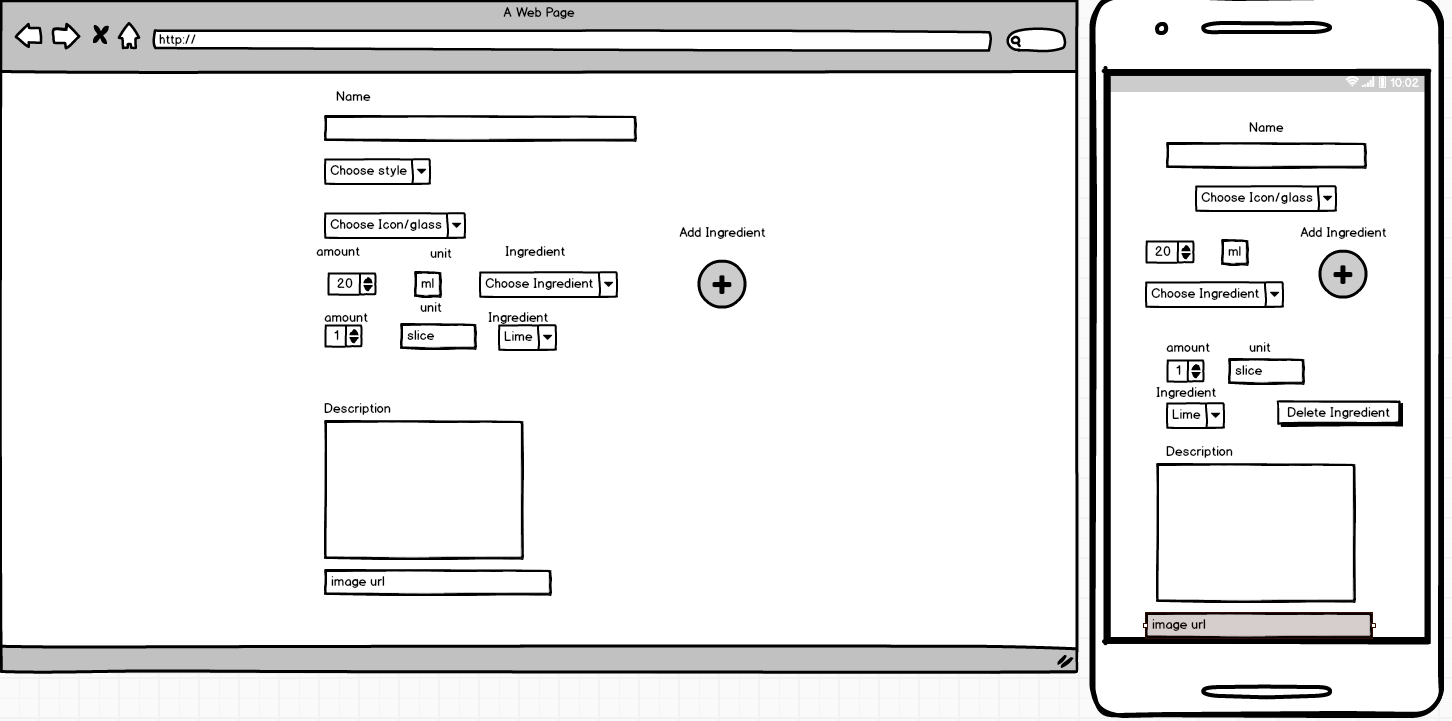 A Web Page
http://
Name
Choose style
Choose Icon/glass
amount unit Ingredient
Add Ingredient
20 ml Choose Ingredient
amount unit Ingredient
1 slice Lime
Description
image url
10:02
Name
Choose Icon/glass
Add Ingredient
20 ml
Choose Ingredient
amount unit
1 slice
Ingredient
Lime Delete Ingredient
Description
image url